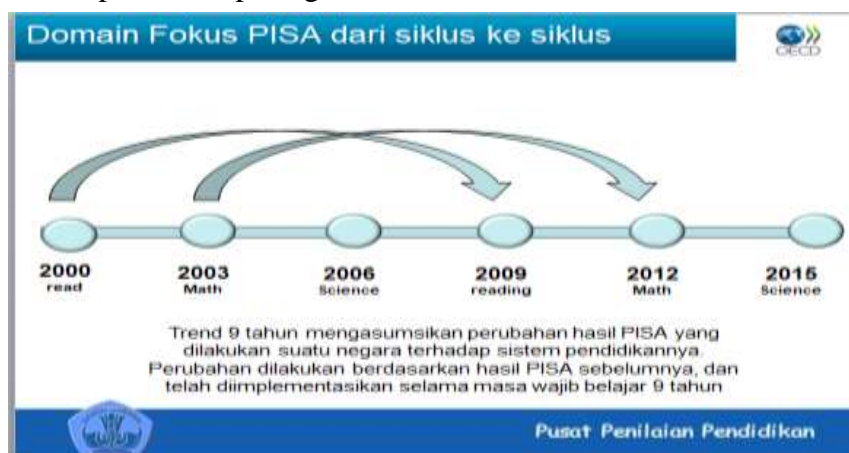 Domain Fokus PISA dari siklus ke siklus
OECD
2000
read
2003
Math
2006
Science
2009
reading
2012
Math
2015
Science
Trend 9 tahun mengasumsikan perubahan hasil PISA yang
dilakukan suatu negara terhadap sistem pendidikannya.
Perubahan dilakukan berdasarkan hasil PISA sebelumnya, dan
telah diimplementasikan selama masa wajib belajar 9 tahun
Pusat Penilaian Pendidikan